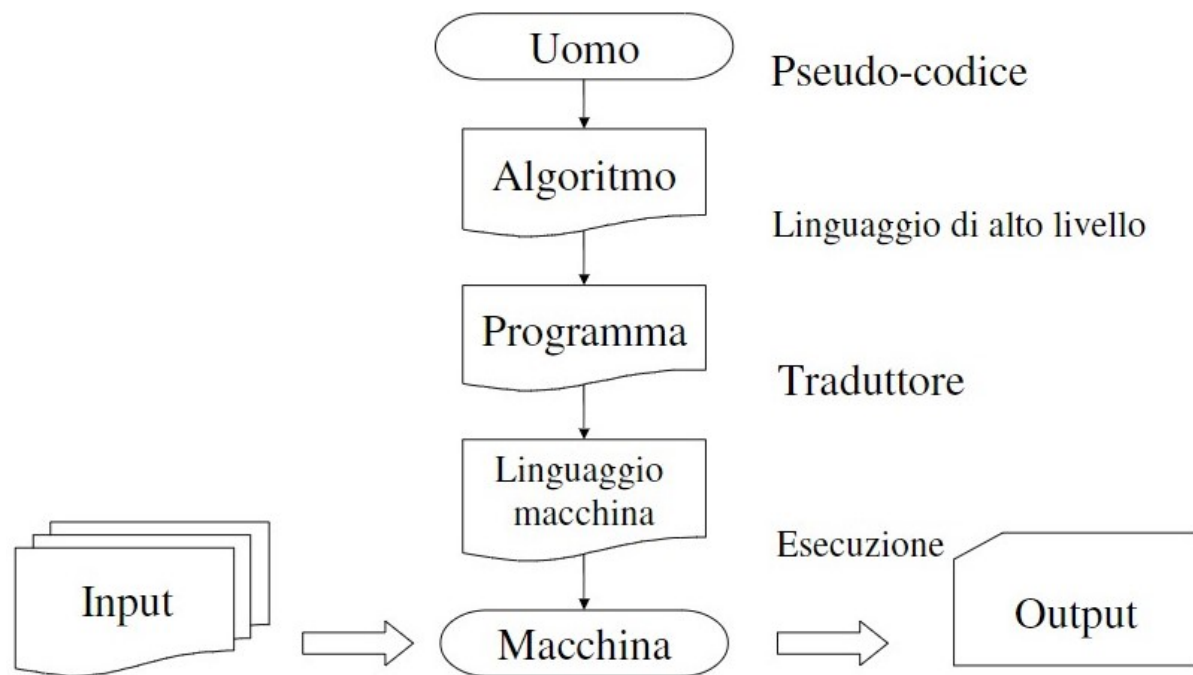 Uomo
Pseudo-codice
Algoritmo
Linguaggio di alto livello
Programma
Traduttore
Linguaggio
macchina
Esecuzione
Input
Macchina
Output